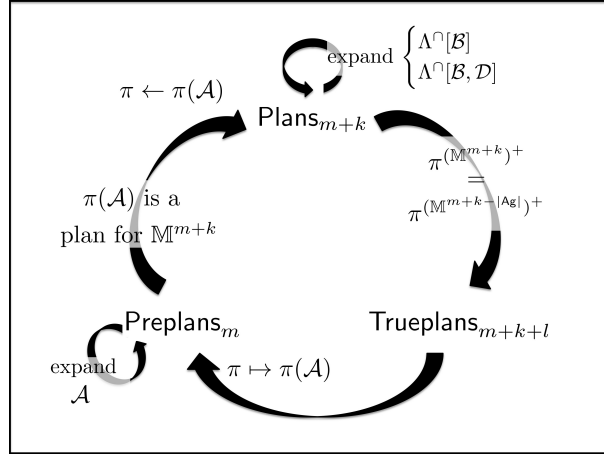 expand { Λ^∩[𝓑]
Λ^∩[𝓑, 𝓓]
π ← π(𝓐)
Plans_{m+k}
π^{(𝕄^{m+k})^+}
=
π^{(𝕄^{m+k−|Ag|})^+}
π(𝓐) is a
plan for 𝕄^{m+k}
Preplans_m
Trueplans_{m+k+l}
expand
𝓐
π ↦ π(𝓐)